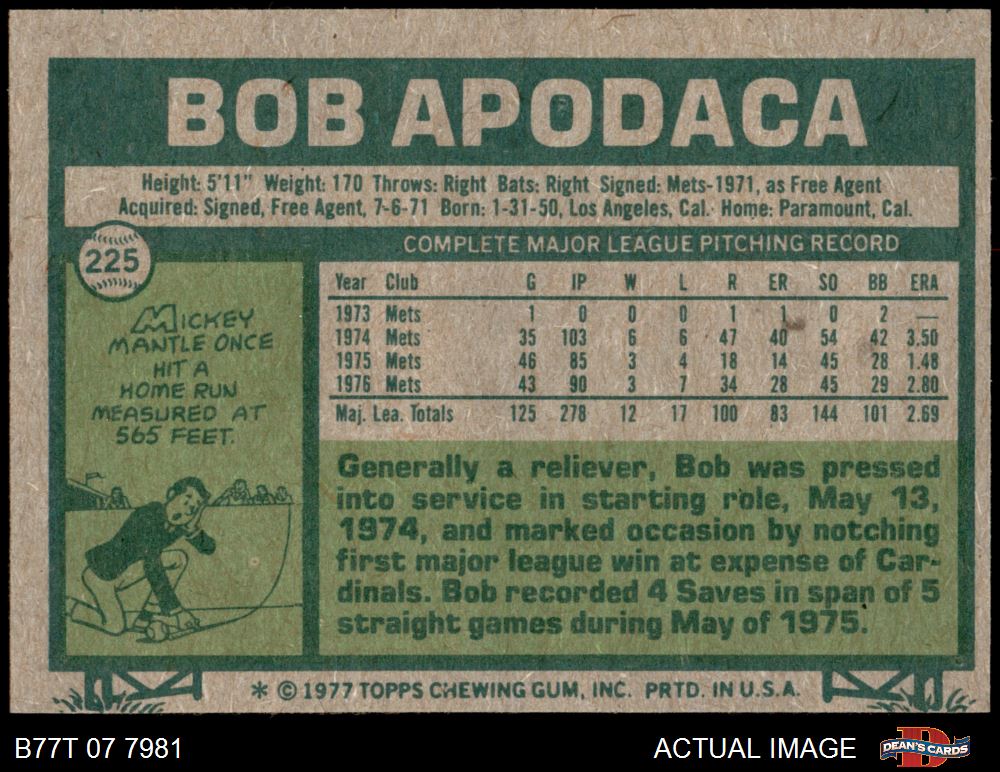 BOB APODACA
Height: 5'11" Weight: 170 Throws: Right Bats: Right Signed: Mets-1971, as Free Agent
Acquired: Signed, Free Agent, 7-6-71 Born: 1-31-50, Los Angeles, Cal. Home: Paramount, Cal.
225
COMPLETE MAJOR LEAGUE PITCHING RECORD
MICKEY
MANTLE ONCE
HIT A
HOME RUN
MEASURED AT
565 FEET.
Year Club G IP W L R ER SO BB ERA
1973 Mets 1 0 0 0 1 1 0 2 —
1974 Mets 35 103 6 6 47 40 54 42 3.50
1975 Mets 46 85 3 4 18 14 45 28 1.48
1976 Mets 43 90 3 7 34 28 45 29 2.80
Maj. Lea. Totals 125 278 12 17 100 83 144 101 2.69
Generally a reliever, Bob was pressed
into service in starting role, May 13,
1974, and marked occasion by notching
first major league win at expense of Car-
dinals. Bob recorded 4 Saves in span of 5
straight games during May of 1975.
* © 1977 TOPPS CHEWING GUM, INC. PRTD. IN U.S.A.
B77T 07 7981 ACTUAL IMAGE
DEAN'S CARDS